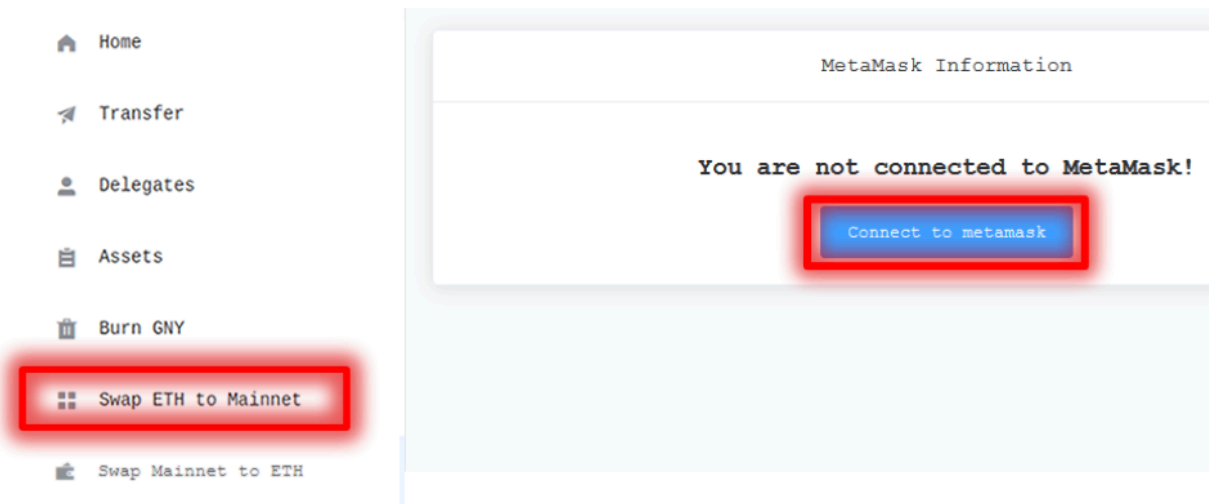 Home
Transfer
Delegates
Assets
Burn GNY
Swap ETH to Mainnet
Swap Mainnet to ETH
MetaMask Information
You are not connected to MetaMask!
Connect to metamask